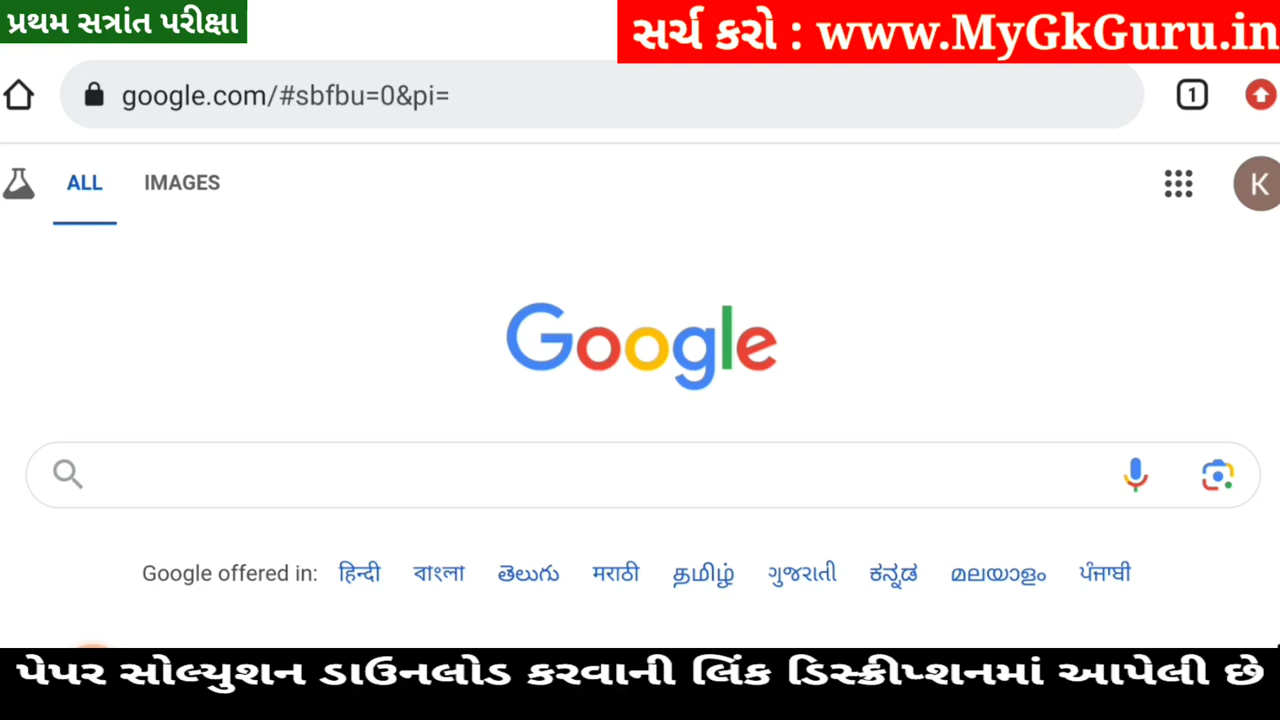 પ્રથમ સત્રાંત પરીક્ષા
સર્ચ કરો : www.MyGkGuru.in
google.com/#sbfbu=0&pi=
1
ALL IMAGES
K
Google
Google offered in: हिन्दी বাংলা తెలుగు मराठी தமிழ் ગુજરાતી ಕನ್ನಡ മലയാളം ਪੰਜਾਬੀ
પેપર સોલ્યુશન ડાઉનલોડ કરવાની લિંક ડિસ્ક્રીપ્શનમાં આપેલી છે